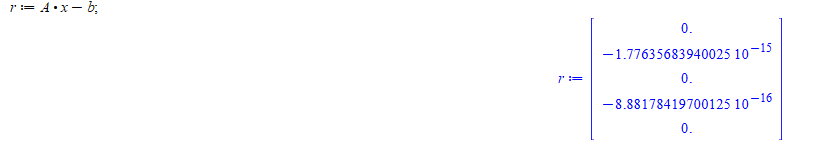 r := A • x − b;
0.
−1.77635683940025 10⁻¹⁵
r := 0.
−8.88178419700125 10⁻¹⁶
0.